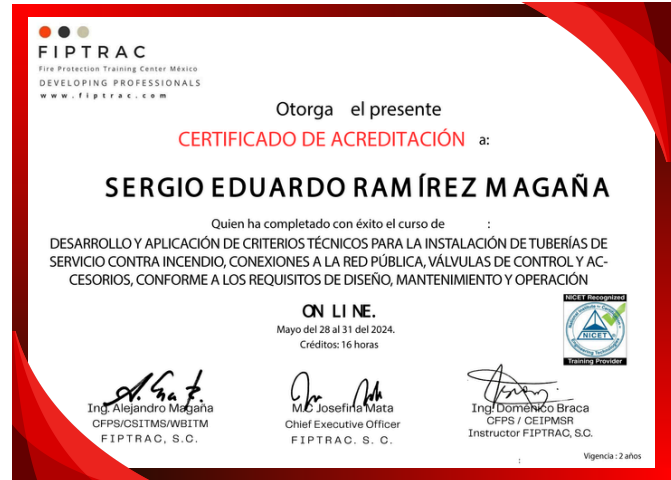 FIPTRAC
Fire Protection Training Center México
DEVELOPING PROFESSIONALS
www.fiptrac.com
Otorga el presente
CERTIFICADO DE ACREDITACIÓN a:
SERGIO EDUARDO RAMÍREZ MAGAÑA
Quien ha completado con éxito el curso de :
DESARROLLO Y APLICACIÓN DE CRITERIOS TÉCNICOS PARA LA INSTALACIÓN DE TUBERÍAS DE
SERVICIO CONTRA INCENDIO, CONEXIONES A LA RED PÚBLICA, VÁLVULAS DE CONTROL Y AC-
CESORIOS, CONFORME A LOS REQUISITOS DE DISEÑO, MANTENIMIENTO Y OPERACIÓN
ON LINE.
Mayo del 28 al 31 del 2024.
Créditos: 16 horas
NICET Recognized
NICET
Training Provider
Ing. Alejandro Magaña
CFPS/CSITMS/WBITM
FIPTRAC, S.C.
M.C Josefina Mata
Chief Executive Officer
FIPTRAC. S. C.
Ing. Doménico Braca
CFPS / CEIPMSR
Instructor FIPTRAC, S.C.
:
Vigencia : 2 años